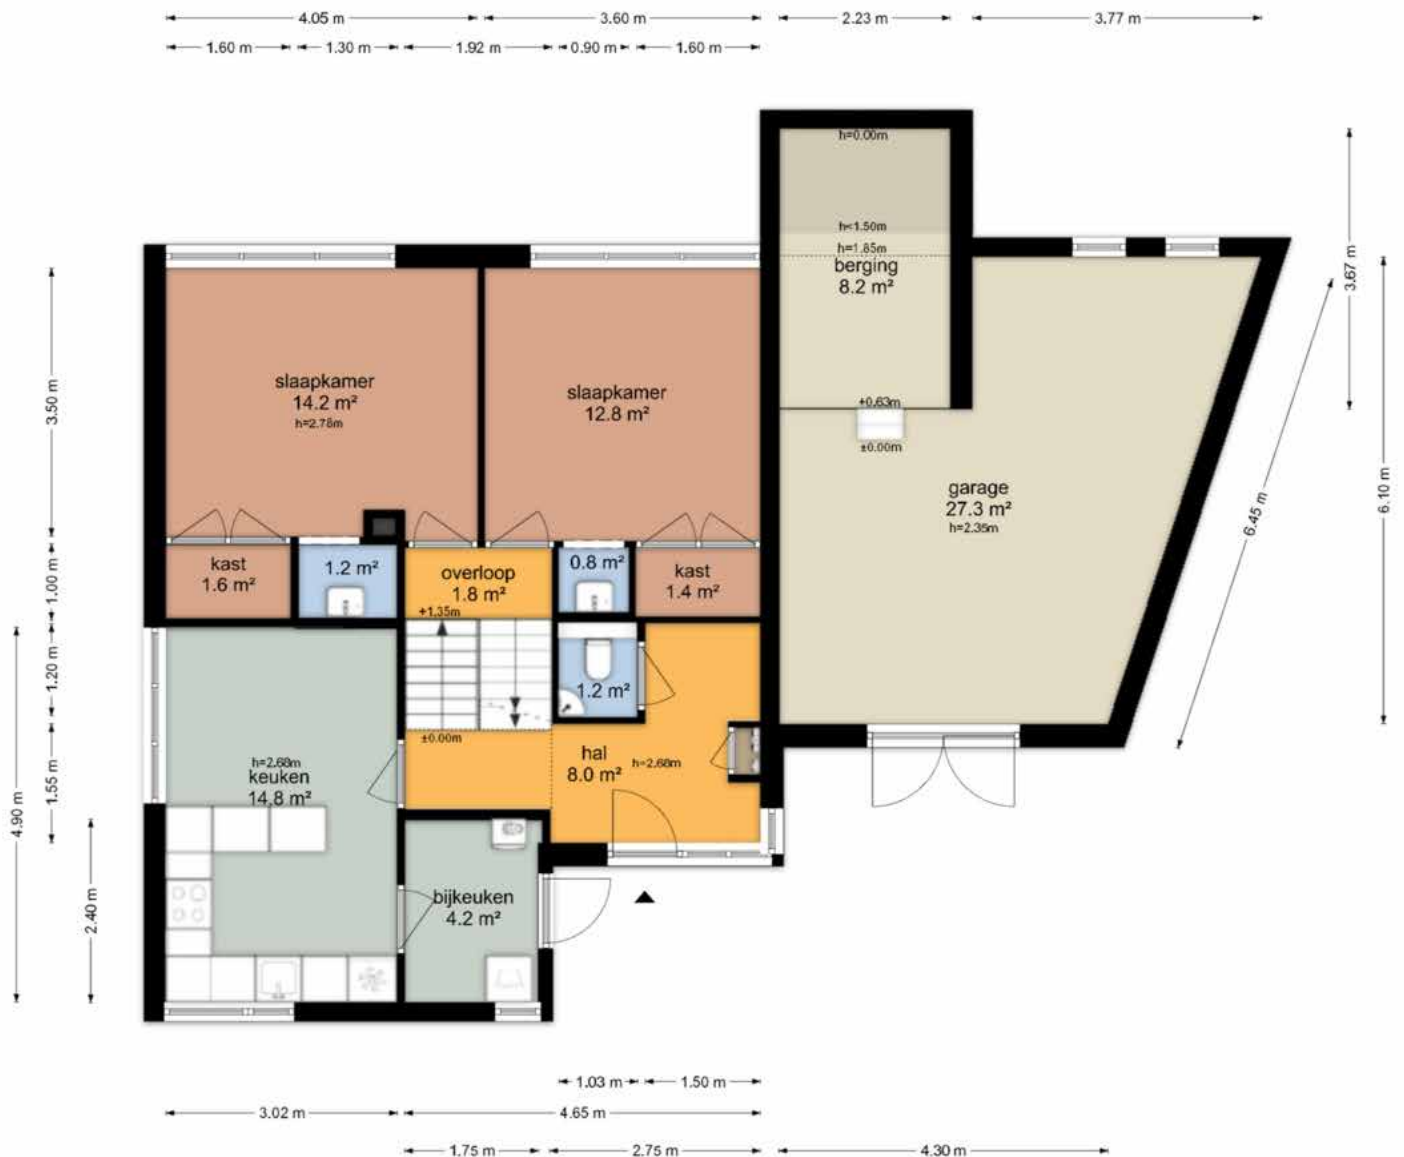 4.05 m
3.60 m
2.23 m
3.77 m
1.60 m
1.30 m
1.92 m
0.90 m
1.60 m
h=0.00m
h<1.50m
h=1.85m
berging
8.2 m²
3.67 m
3.50 m
slaapkamer
14.2 m²
h=2.78m
slaapkamer
12.8 m²
+0.63m
±0.00m
garage
27.3 m²
h=2.35m
6.45 m
6.10 m
1.00 m
kast
1.6 m²
1.2 m²
overloop
1.8 m²
+1.35m
0.8 m²
kast
1.4 m²
1.20 m
1.2 m²
±0.00m
1.55 m
4.90 m
h=2.68m
keuken
14.8 m²
hal
8.0 m²
h=2.68m
2.40 m
bijkeuken
4.2 m²
1.03 m
1.50 m
3.02 m
4.65 m
1.75 m
2.75 m
4.30 m